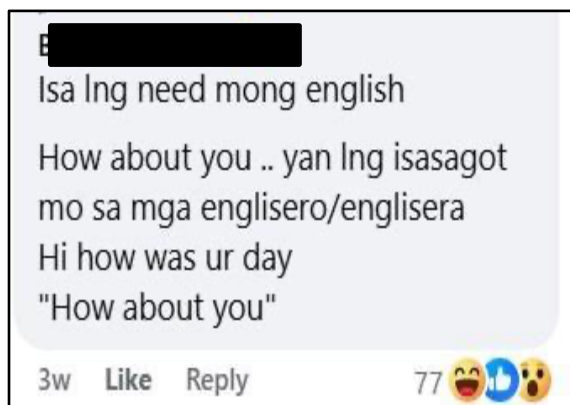 Isa lng need mong english
How about you .. yan lng isasagot
mo sa mga englisero/englisera
Hi how was ur day
"How about you"
3w Like Reply 77